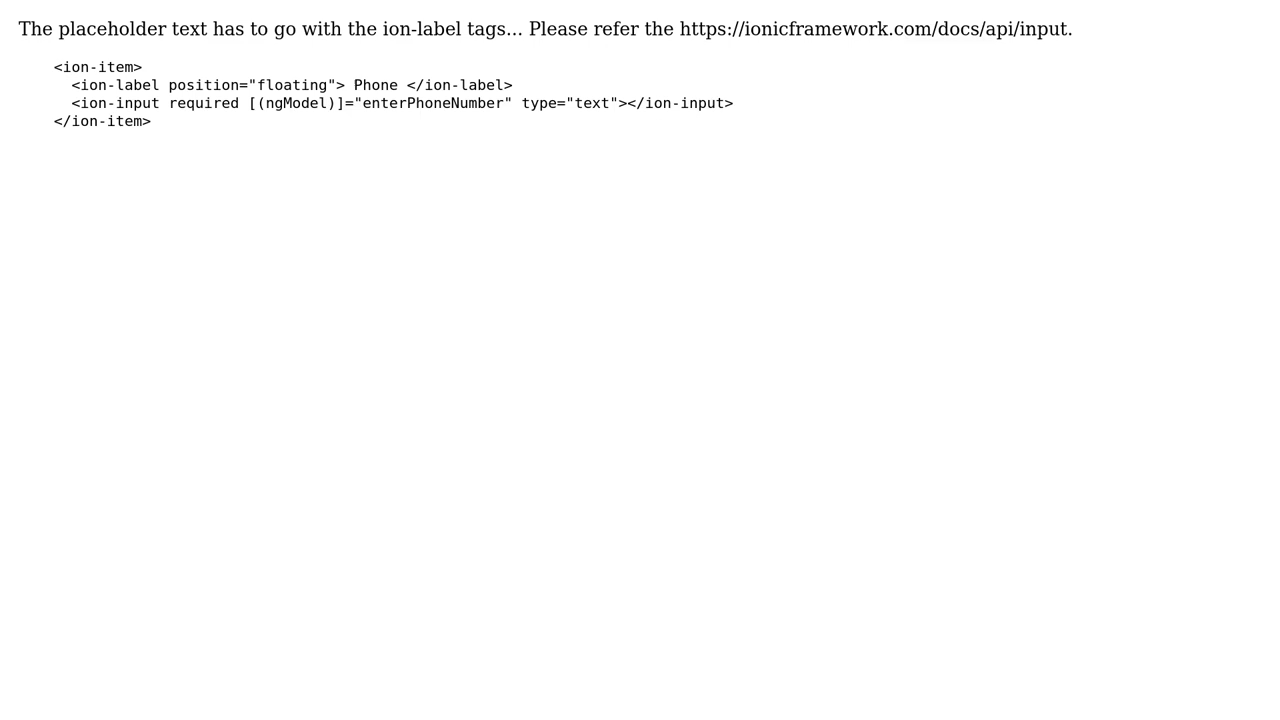 The placeholder text has to go with the ion-label tags... Please refer the https://ionicframework.com/docs/api/input.
<ion-item>
  <ion-label position="floating"> Phone </ion-label>
  <ion-input required [(ngModel)]="enterPhoneNumber" type="text"></ion-input>
</ion-item>